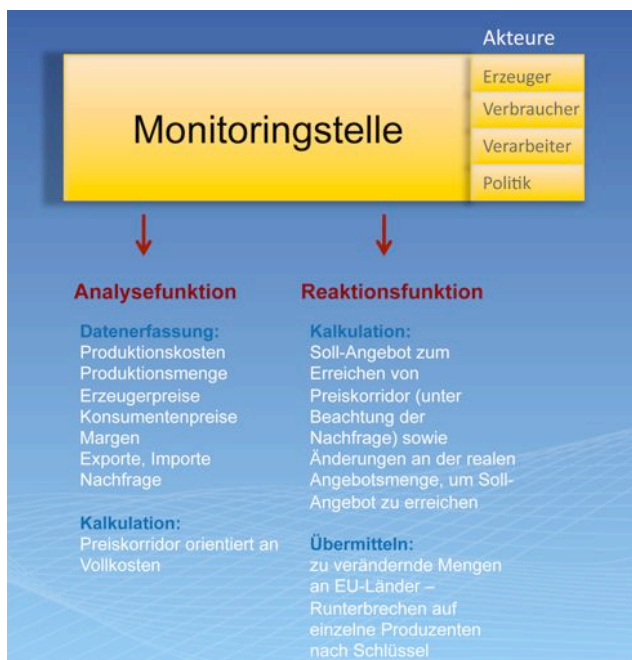 Akteure
Monitoringstelle
Erzeuger
Verbraucher
Verarbeiter
Politik
Analysefunktion
Datenerfassung:
Produktionskosten
Produktionsmenge
Erzeugerpreise
Konsumentenpreise
Margen
Exporte, Importe
Nachfrage
Kalkulation:
Preiskorridor orientiert an
Vollkosten
Reaktionsfunktion
Kalkulation:
Soll-Angebot zum
Erreichen von
Preiskorridor (unter
Beachtung der
Nachfrage) sowie
Änderungen an der realen
Angebotsmenge, um Soll-
Angebot zu erreichen
Übermitteln:
zu verändernde Mengen
an EU-Länder –
Runterbrechen auf
einzelne Produzenten
nach Schlüssel